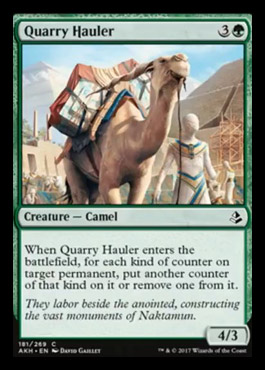 Quarry Hauler 3
Creature — Camel
When Quarry Hauler enters the
battlefield, for each kind of counter on
target permanent, put another counter
of that kind on it or remove one from it.
They labor beside the anointed, constructing
the vast monuments of Naktamun.
4/3
181/269 C
AKH • EN DAVID GAILLET ™ & © 2017 Wizards of the Coast